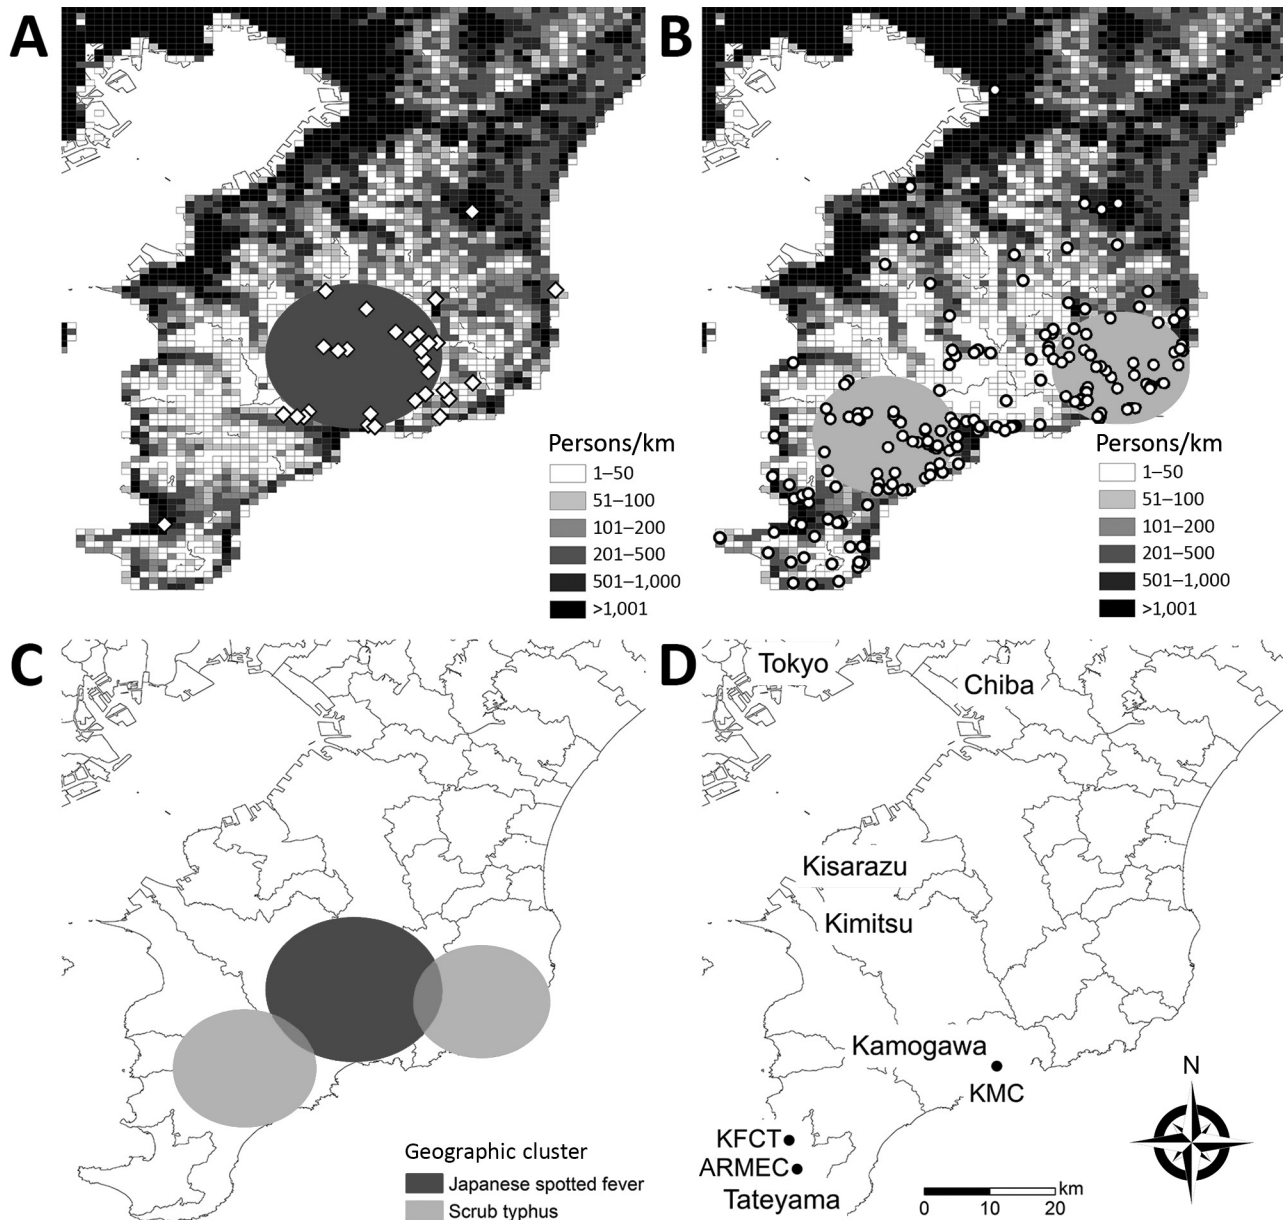 A
Persons/km
1–50
51–100
101–200
201–500
501–1,000
>1,001
B
Persons/km
1–50
51–100
101–200
201–500
501–1,000
>1,001
C
Geographic cluster
Japanese spotted fever
Scrub typhus
D
Tokyo
Chiba
Kisarazu
Kimitsu
Kamogawa
KMC
KFCT
ARMEC
Tateyama
N
km
0 10 20